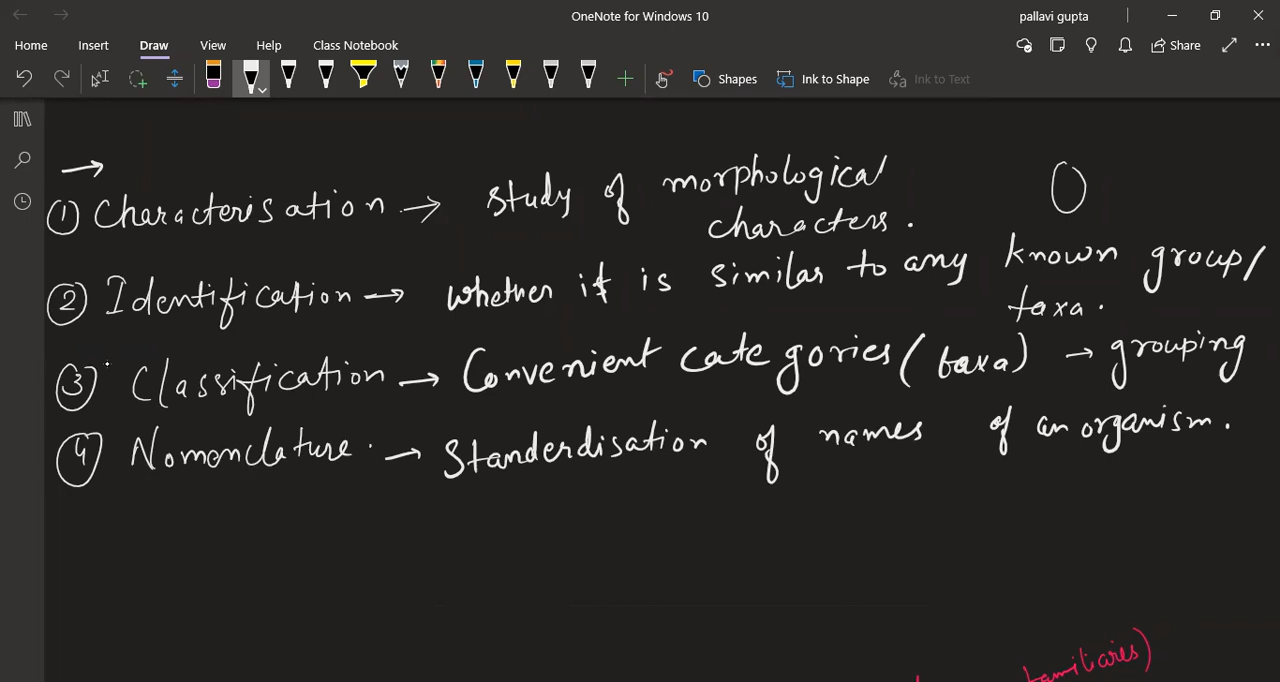 OneNote for Windows 10
pallavi gupta
Home Insert Draw View Help Class Notebook
Share
Shapes Ink to Shape Ink to Text
→
① Characterisation → study of morphological
characters.
② Identification → whether it is similar to any known group/
taxa.
③ Classification → Convenient categories (taxa) → grouping
④ Nomenclature. → Standerdisation of names of an organism.
familiaries)